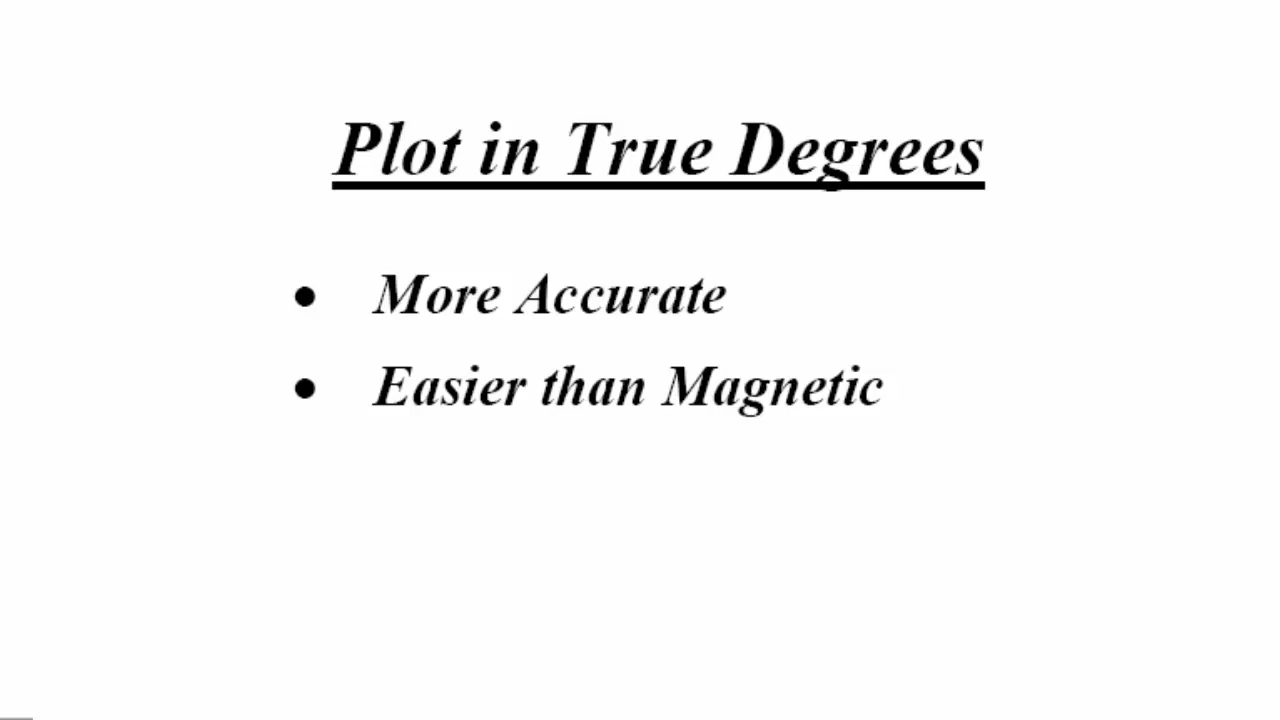 Plot in True Degrees
• More Accurate
• Easier than Magnetic